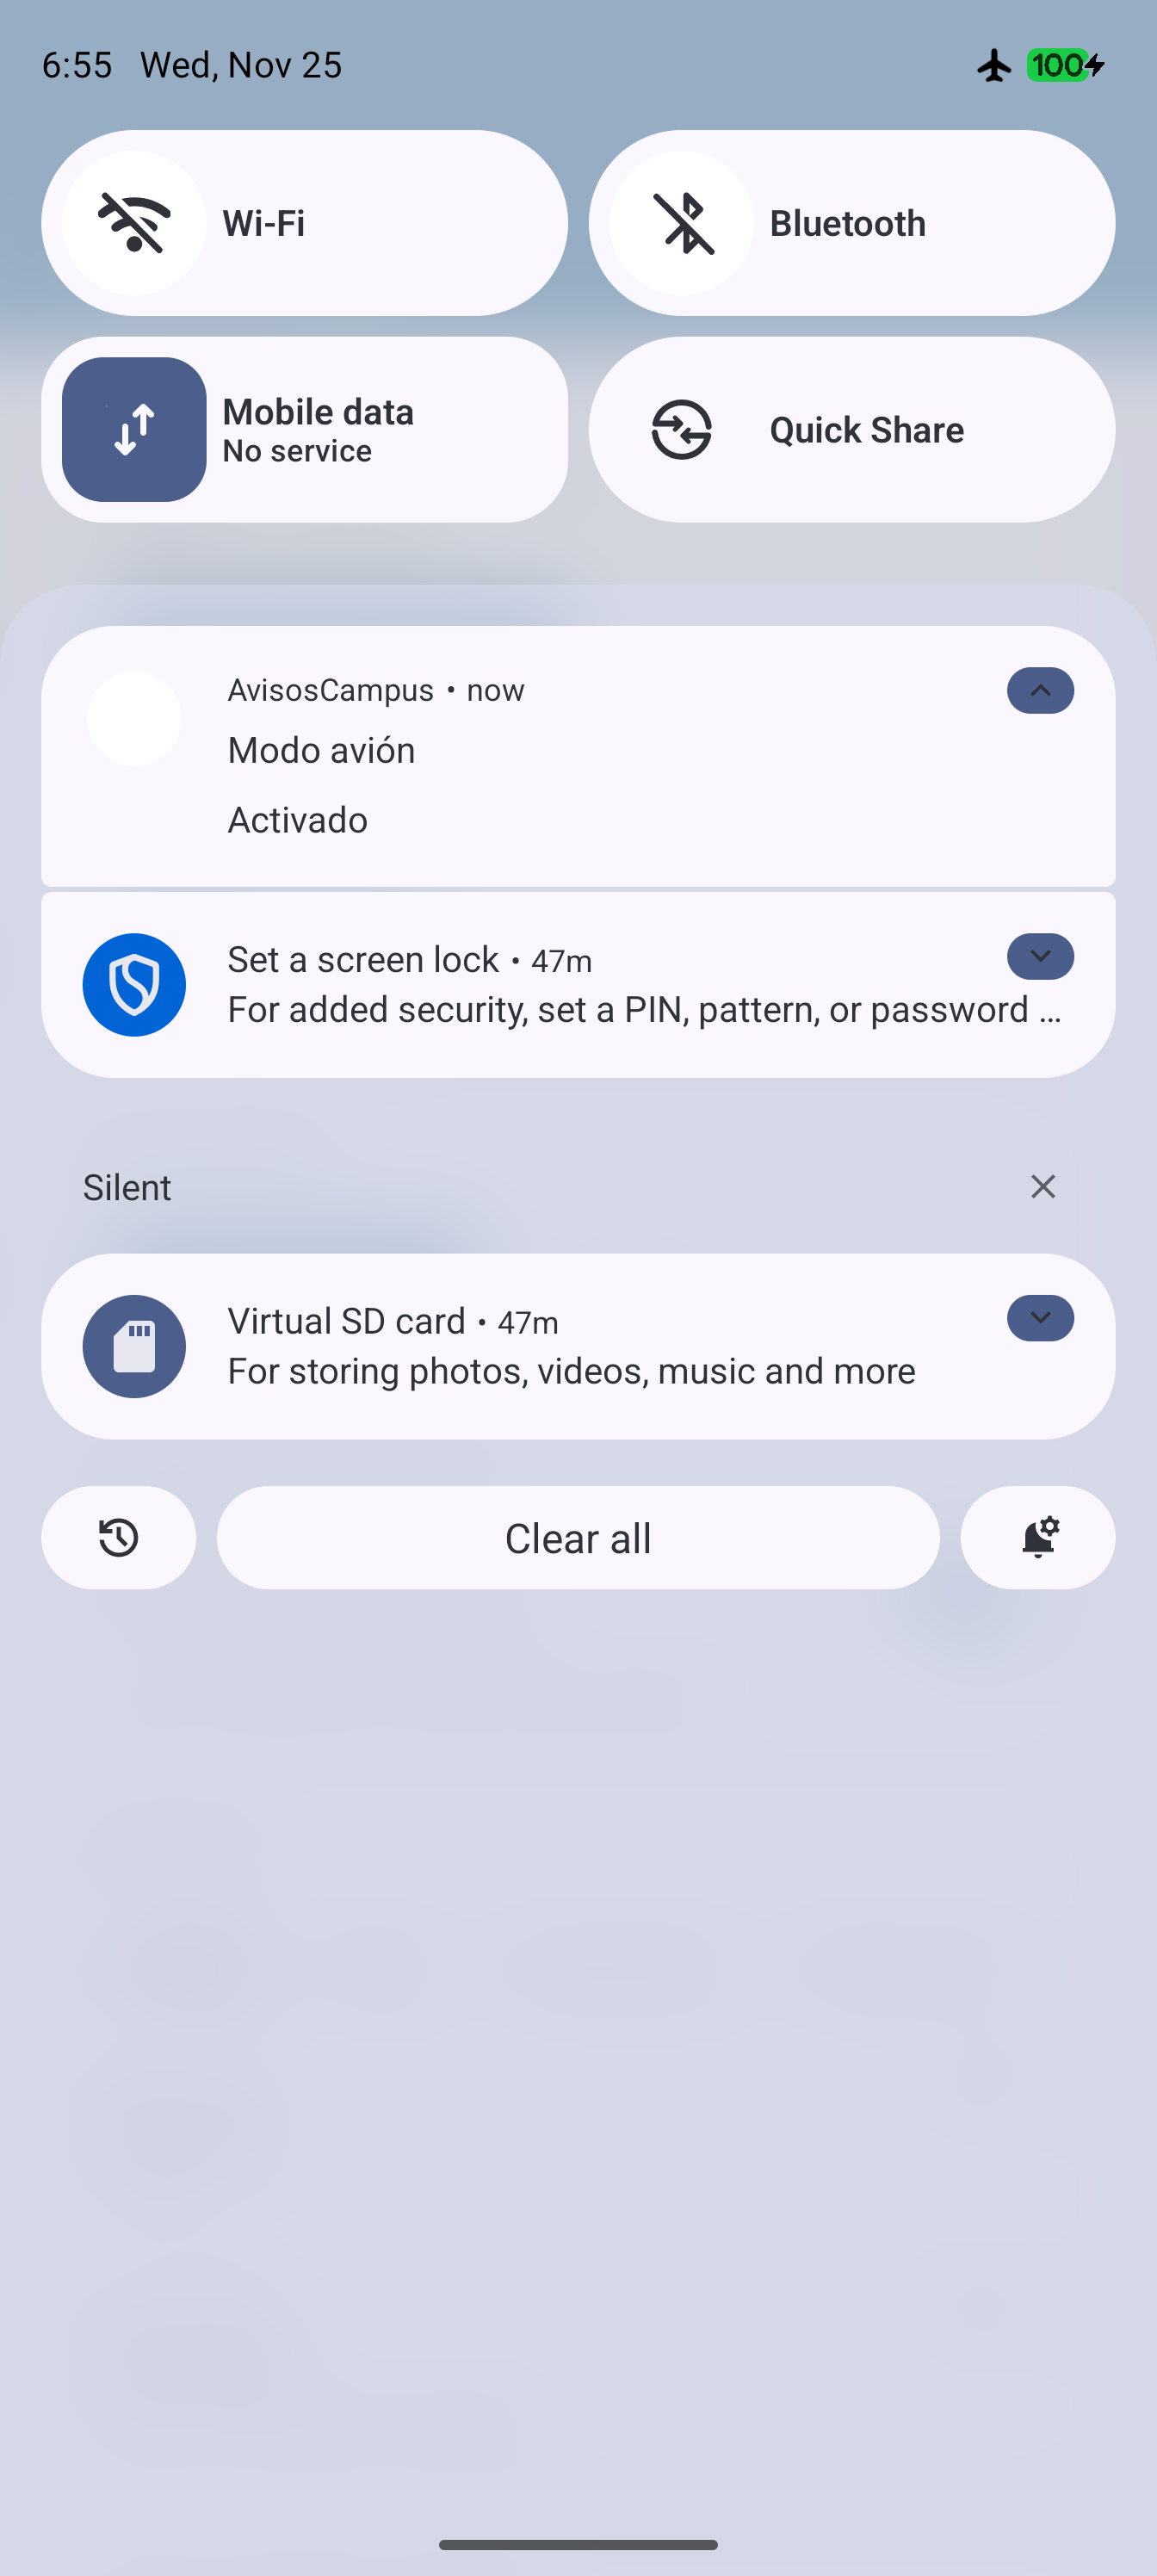 6:55 Wed, Nov 25
100
Wi-Fi
Bluetooth
Mobile data
No service
Quick Share
AvisosCampus • now
Modo avión
Activado
Set a screen lock • 47m
For added security, set a PIN, pattern, or password ...
Silent
Virtual SD card • 47m
For storing photos, videos, music and more
Clear all